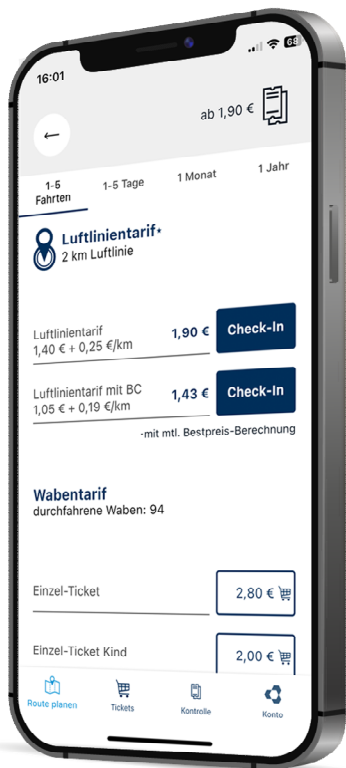 16:01
68
ab 1,90 €
1-5
Fahrten
1-5 Tage
1 Monat
1 Jahr
Luftlinientarif*
2 km Luftlinie
Luftlinientarif
1,40 € + 0,25 €/km
1,90 €
Check-In
Luftlinientarif mit BC
1,05 € + 0,19 €/km
1,43 €
Check-In
*mit mtl. Bestpreis-Berechnung
Wabentarif
durchfahrene Waben: 94
Einzel-Ticket
2,80 €
Einzel-Ticket Kind
2,00 €
Route planen
Tickets
Kontrolle
Konto